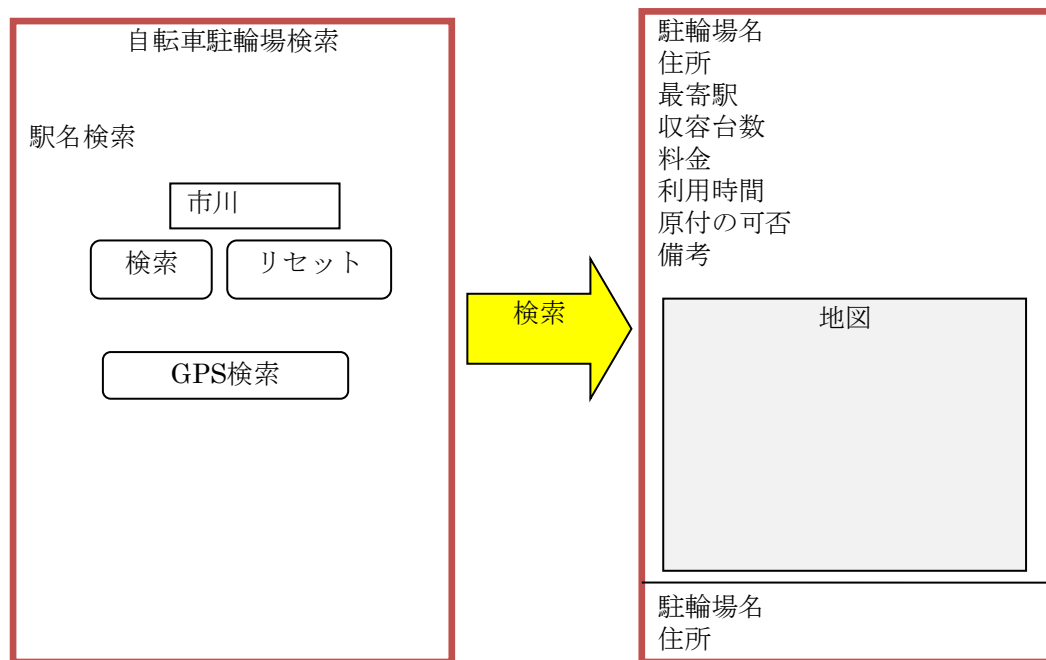 自転車駐輪場検索
駅名検索
市川
検索
リセット
GPS検索
検索
駐輪場名
住所
最寄駅
収容台数
料金
利用時間
原付の可否
備考
地図
駐輪場名
住所